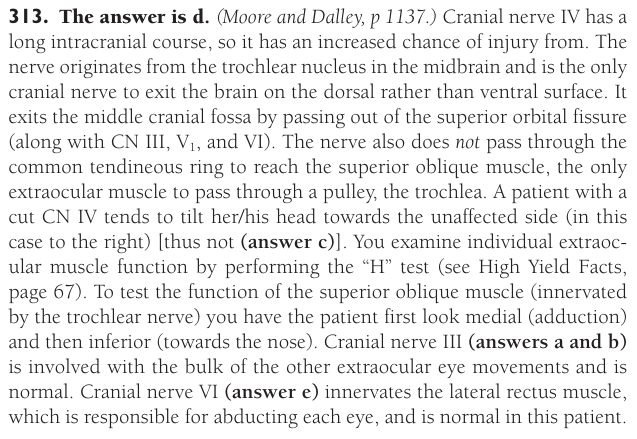 313. The answer is d. (Moore and Dalley, p 1137.) Cranial nerve IV has a
long intracranial course, so it has an increased chance of injury from. The
nerve originates from the trochlear nucleus in the midbrain and is the only
cranial nerve to exit the brain on the dorsal rather than ventral surface. It
exits the middle cranial fossa by passing out of the superior orbital fissure
(along with CN III, V₁, and VI). The nerve also does not pass through the
common tendineous ring to reach the superior oblique muscle, the only
extraocular muscle to pass through a pulley, the trochlea. A patient with a
cut CN IV tends to tilt her/his head towards the unaffected side (in this
case to the right) [thus not (answer c)]. You examine individual extraoc-
ular muscle function by performing the “H” test (see High Yield Facts,
page 67). To test the function of the superior oblique muscle (innervated
by the trochlear nerve) you have the patient first look medial (adduction)
and then inferior (towards the nose). Cranial nerve III (answers a and b)
is involved with the bulk of the other extraocular eye movements and is
normal. Cranial nerve VI (answer e) innervates the lateral rectus muscle,
which is responsible for abducting each eye, and is normal in this patient.